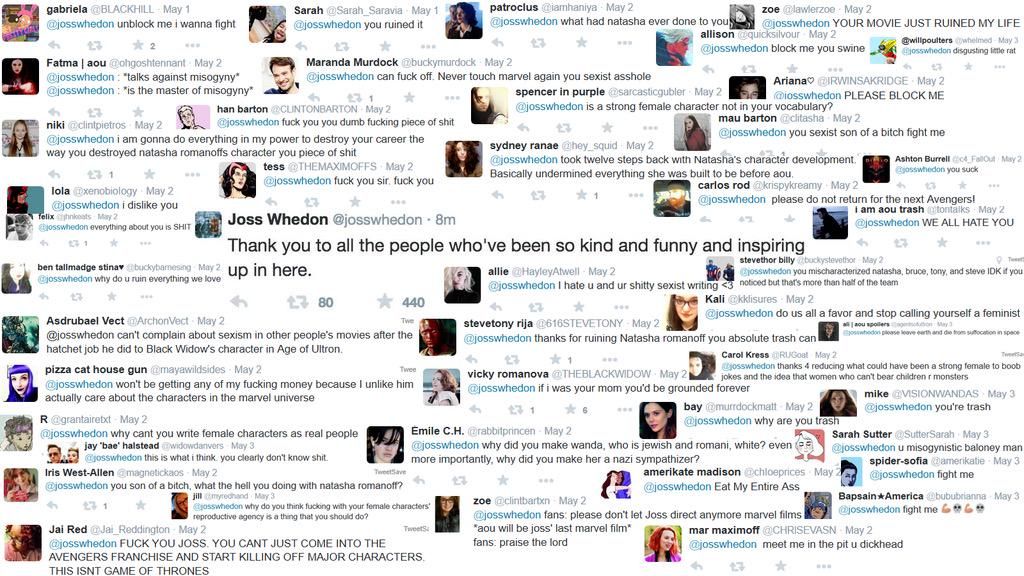 gabriela @BLACKHILL · May 1
@josswhedon unblock me i wanna fight
2
Sarah @Sarah_Saravia · May 1
@josswhedon you ruined it
patroclus @iamhaniya · May 2
@josswhedon what had natasha ever done to you
zoe @lawlerzoe · May 2
@josswhedon YOUR MOVIE JUST RUINED MY LIFE
allison @quicksilvour · May 2
@josswhedon block me you swine
@willpoulters @whelmed · May 3
@josswhedon disgusting little rat
Fatma | aou @ohgoshtennant · May 2
@josswhedon : *talks against misogyny*
@josswhedon : *is the master of misogyny*
Maranda Murdock @buckymurdock · May 2
@josswhedon can fuck off. Never touch marvel again you sexist asshole
1
Ariana♡ @IRWINSAKRIDGE · May 2
@josswhedon PLEASE BLOCK ME
spencer in purple @sarcasticgubler · May 2
@josswhedon is a strong female character not in your vocabulary?
han barton @CLINTONBARTON · May 2
@josswhedon fuck you you dumb fucking piece of shit
mau barton @clitasha · May 2
@josswhedon you sexist son of a bitch fight me
niki @clintpietros · May 2
@josswhedon i am gonna do everything in my power to destroy your career the
way you destroyed natasha romanoffs character you piece of shit
1
sydney ranae @hey_squid · May 2
@josswhedon took twelve steps back with Natasha's character development.
Basically undermined everything she was built to be before aou.
1
Ashton Burrell @c4_FallOut · May 2
@josswhedon you suck
tess @THEMAXIMOFFS · May 2
@josswhedon fuck you sir. fuck you
lola @xenobiology · May 2
@josswhedon i dislike you
carlos rod @krispykreamy · May 2
@josswhedon please do not return for the next Avengers!
i am aou trash @tontalks · May 2
@josswhedon WE ALL HATE YOU
felix @jhnkeats · May 2
@josswhedon everything about you is SHIT
1
Joss Whedon @josswhedon · 8m
Thank you to all the people who've been so kind and funny and inspiring
up in here.
80 440
ben tallmadge stina♥ @buckybarnesing · May 2
@josswhedon why do u ruin everything we love
allie @HayleyAtwell · May 2
@josswhedon I hate u and ur shitty sexist writing <3
stevethor billy @buckystevethor · May 2
@josswhedon you mischaracterized natasha, bruce, tony, and steve IDK if you
noticed but that's more than half of the team
Kali @kklisures · May 2
@josswhedon do us all a favor and stop calling yourself a feminist
Asdrubael Vect @ArchonVect · May 2
@josswhedon can't complain about sexism in other people's movies after the
hatchet job he did to Black Widow's character in Age of Ultron.
stevetony rija @616STEVETONY · May 2
@josswhedon thanks for ruining Natasha romanoff you absolute trash can
1
ali | aou spoilers @agentsofutron · May 3
@josswhedon please leave earth and die from suffocation in space
Carol Kress @RUGoat · May 2
@josswhedon thanks 4 reducing what could have been a strong female to boob
jokes and the idea that women who can't bear children r monsters
pizza cat house gun @mayawildsides · May 2
@josswhedon won't be getting any of my fucking money because I unlike him
actually care about the characters in the marvel universe
Twee
vicky romanova @THEBLACKWIDOW · May 2
@josswhedon if i was your mom you'd be grounded forever
1 6
mike @VISIONWANDAS · May 3
@josswhedon you're trash
bay @murrdockmatt · May 2
@josswhedon why are you trash
R @grantairetxt · May 2
@josswhedon why cant you write female characters as real people
jay 'bae' halstead @widowdanvers · May 3
@josswhedon this is what i think. you clearly don't know shit.
Émile C.H. @rabbitprincen · May 2
@josswhedon why did you make wanda, who is jewish and romani, white? even
more importantly, why did you make her a nazi sympathizer?
Sarah Sutter @SutterSarah · May 3
@josswhedon u misogynistic baloney man
spider-sofia @amerikatie · May 3
@josswhedon fight me
Iris West-Allen @magnetickaos · May 2
TweetSave
@josswhedon you son of a bitch, what the hell you doing with natasha romanoff?
1
amerikate madison @chloeprices · May 2
@josswhedon Eat My Entire Ass
jill @myredhand · May 3
@josswhedon why do you think fucking with your female characters'
reproductive agency is a thing that you should do?
zoe @clintbartxn · May 2
@josswhedon fans: please don't let Joss direct anymore marvel films
*aou will be joss' last marvel film*
fans: praise the lord
Bapsain★America @bububrianna · May 3
@josswhedon fight me 💪💀💪💀💪
Jai Red @Jai_Reddington · May 2
@josswhedon FUCK YOU JOSS. YOU CANT JUST COME INTO THE
AVENGERS FRANCHISE AND START KILLING OFF MAJOR CHARACTERS.
THIS ISNT GAME OF THRONES
mar maximoff @CHRISEVASN · May 2
@josswhedon meet me in the pit u dickhead